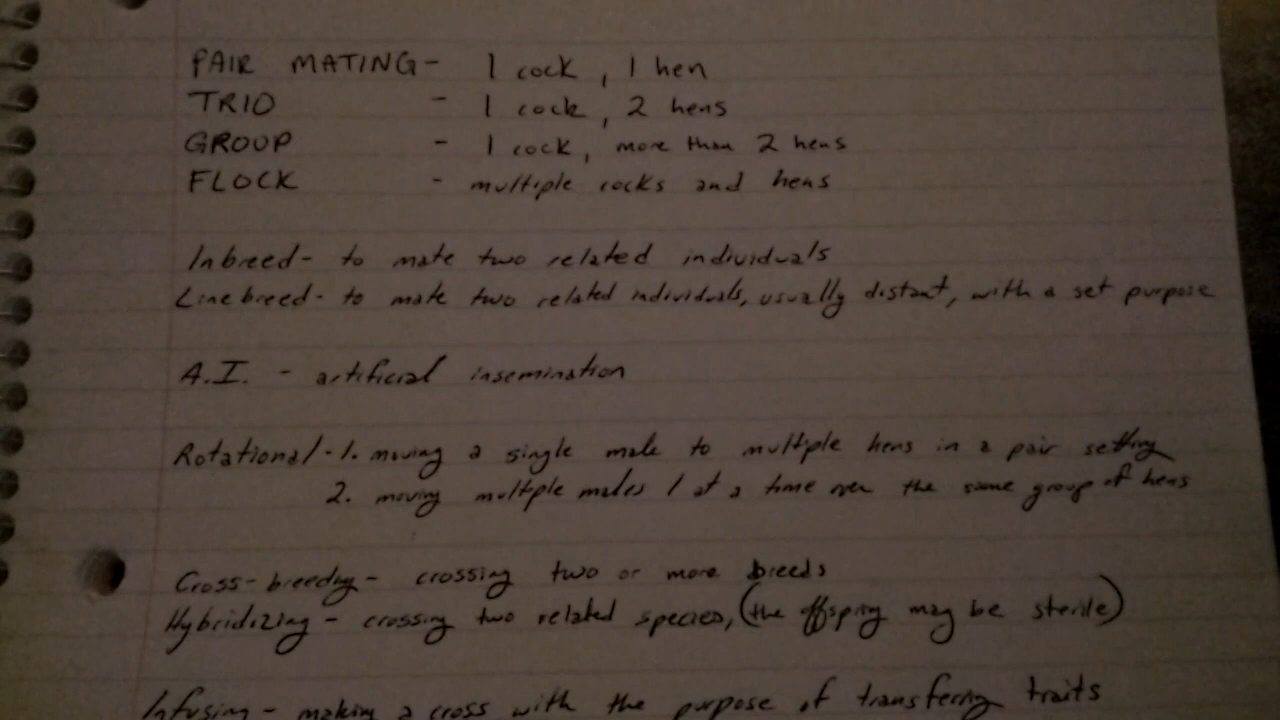 PAIR MATING - 1 cock, 1 hen
TRIO - 1 cock, 2 hens
GROUP - 1 cock, more than 2 hens
FLOCK - multiple cocks and hens
Inbreed - to mate two related individuals
Linebreed - to mate two related individuals, usually distant, with a set purpose
A.I. - artificial insemination
Rotational - 1. moving a single male to multiple hens in a pair setting
2. moving multiple males 1 at a time over the same group of hens
Cross-breeding - crossing two or more breeds
Hybridizing - crossing two related species, (the offspring may be sterile)
Infusing - making a cross with the purpose of transferring traits